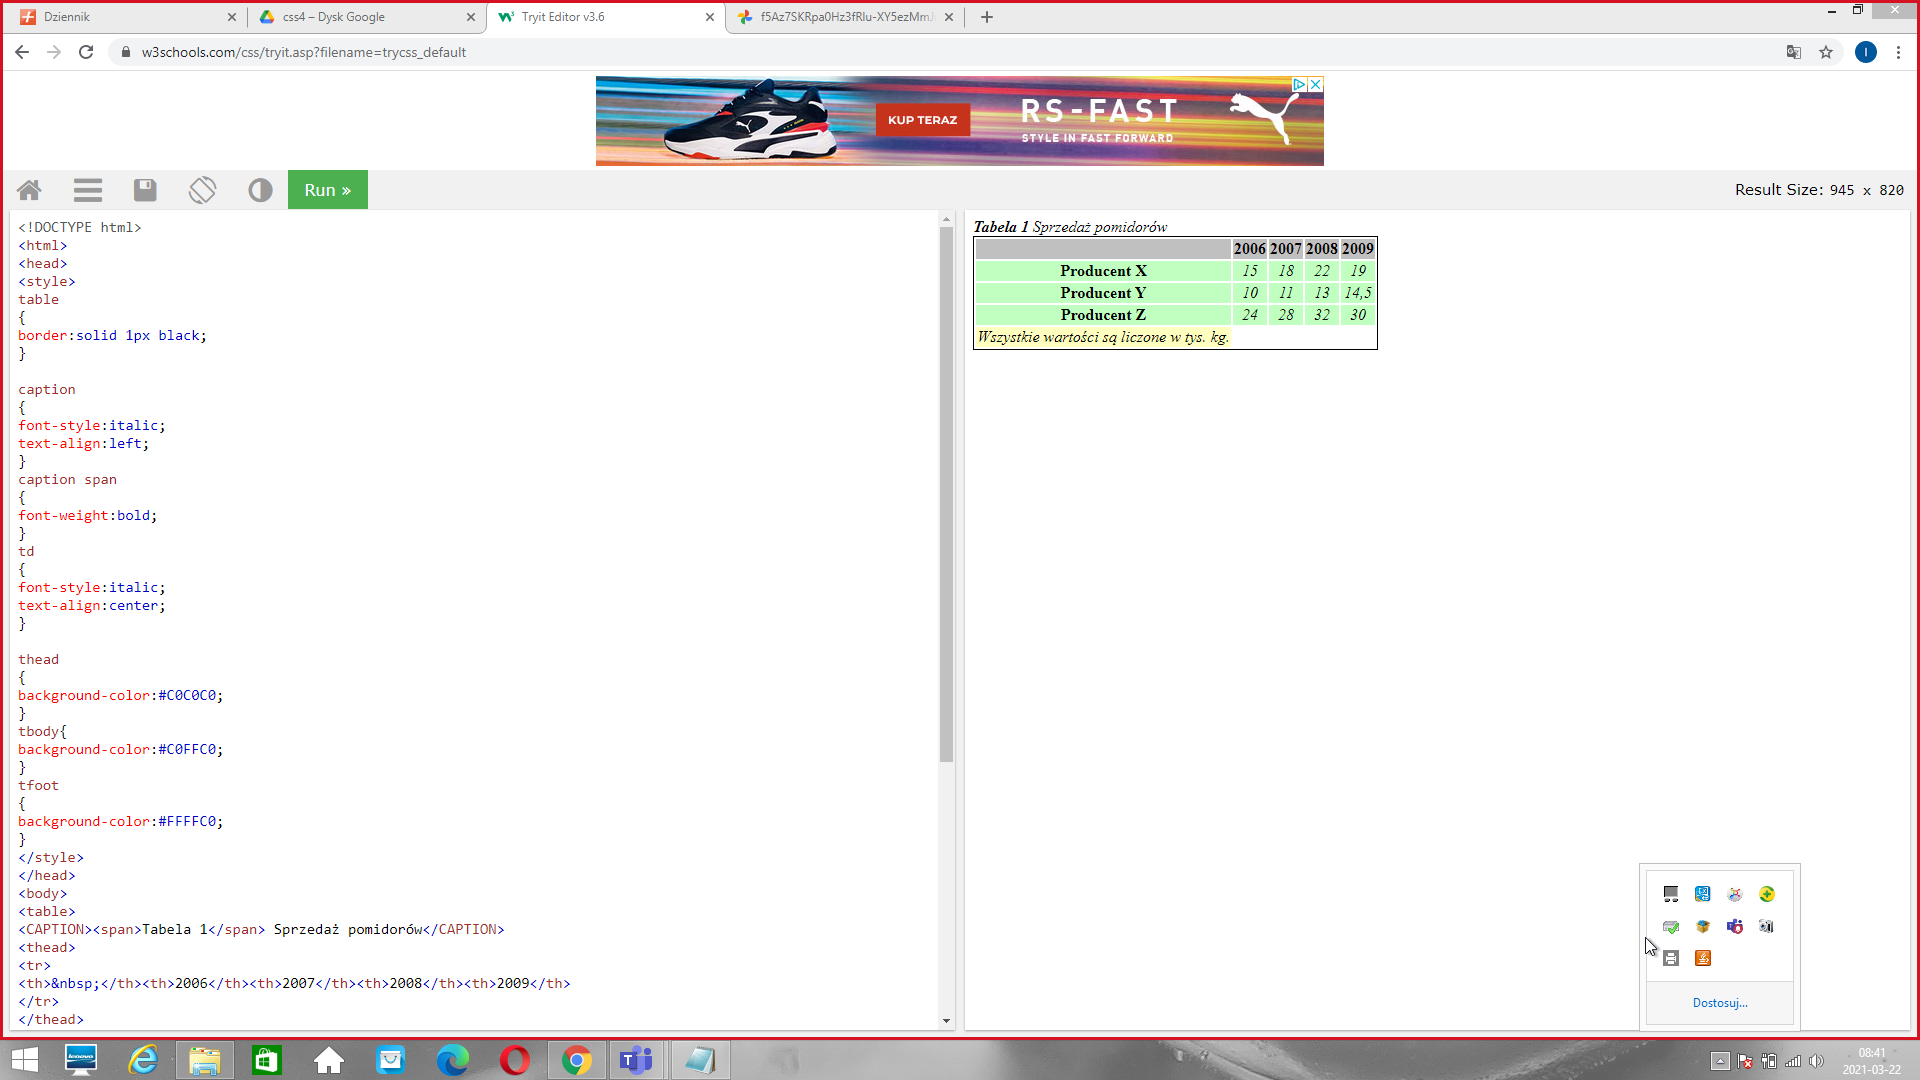 Dziennik
css4 – Dysk Google
Tryit Editor v3.6
w3schools.com/css/tryit.asp?filename=trycss_default
I
KUP TERAZ
RS-FAST
STYLE IN FAST FORWARD
Run »
Result Size: 945 x 820
<!DOCTYPE html>
<html>
<head>
<style>
table
{
border:solid 1px black;
}
caption
{
font-style:italic;
text-align:left;
}
caption span
{
font-weight:bold;
}
td
{
font-style:italic;
text-align:center;
}
thead
{
background-color:#C0C0C0;
}
tbody{
background-color:#C0FFC0;
}
tfoot
{
background-color:#FFFFC0;
}
</style>
</head>
<body>
<table>
<CAPTION><span>Tabela 1</span> Sprzedaż pomidorów</CAPTION>
<thead>
<tr>
<th>&nbsp;</th><th>2006</th><th>2007</th><th>2008</th><th>2009</th>
</tr>
</thead>
Tabela 1 Sprzedaż pomidorów
2006 2007 2008 2009
Producent X 15 18 22 19
Producent Y 10 11 13 14,5
Producent Z 24 28 32 30
Wszystkie wartości są liczone w tys. kg.
Dostosuj...
lenovo
08:41
2021-03-22